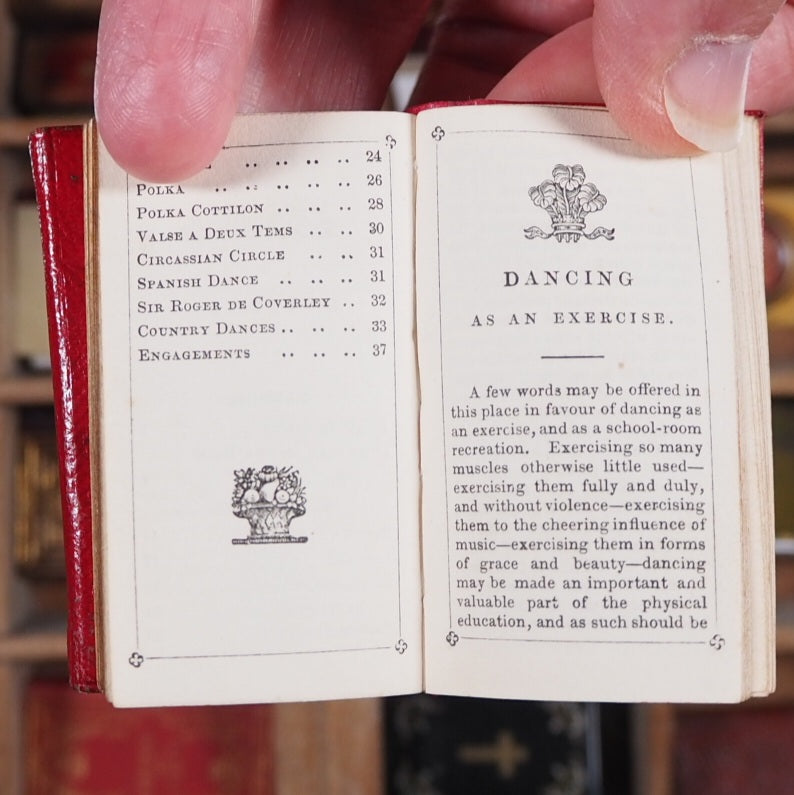 .. .. .. .. 24
POLKA .. .. .. .. .. 26
POLKA COTTILON .. .. .. 28
VALSE A DEUX TEMS .. .. 30
CIRCASSIAN CIRCLE .. .. 31
SPANISH DANCE .. .. .. 31
SIR ROGER DE COVERLEY .. 32
COUNTRY DANCES .. .. .. 33
ENGAGEMENTS .. .. .. 37
DANCING
AS AN EXERCISE.
A few words may be offered in
this place in favour of dancing as
an exercise, and as a school-room
recreation. Exercising so many
muscles otherwise little used—
exercising them fully and duly,
and without violence—exercising
them to the cheering influence of
music—exercising them in forms
of grace and beauty—dancing
may be made an important and
valuable part of the physical
education, and as such should be